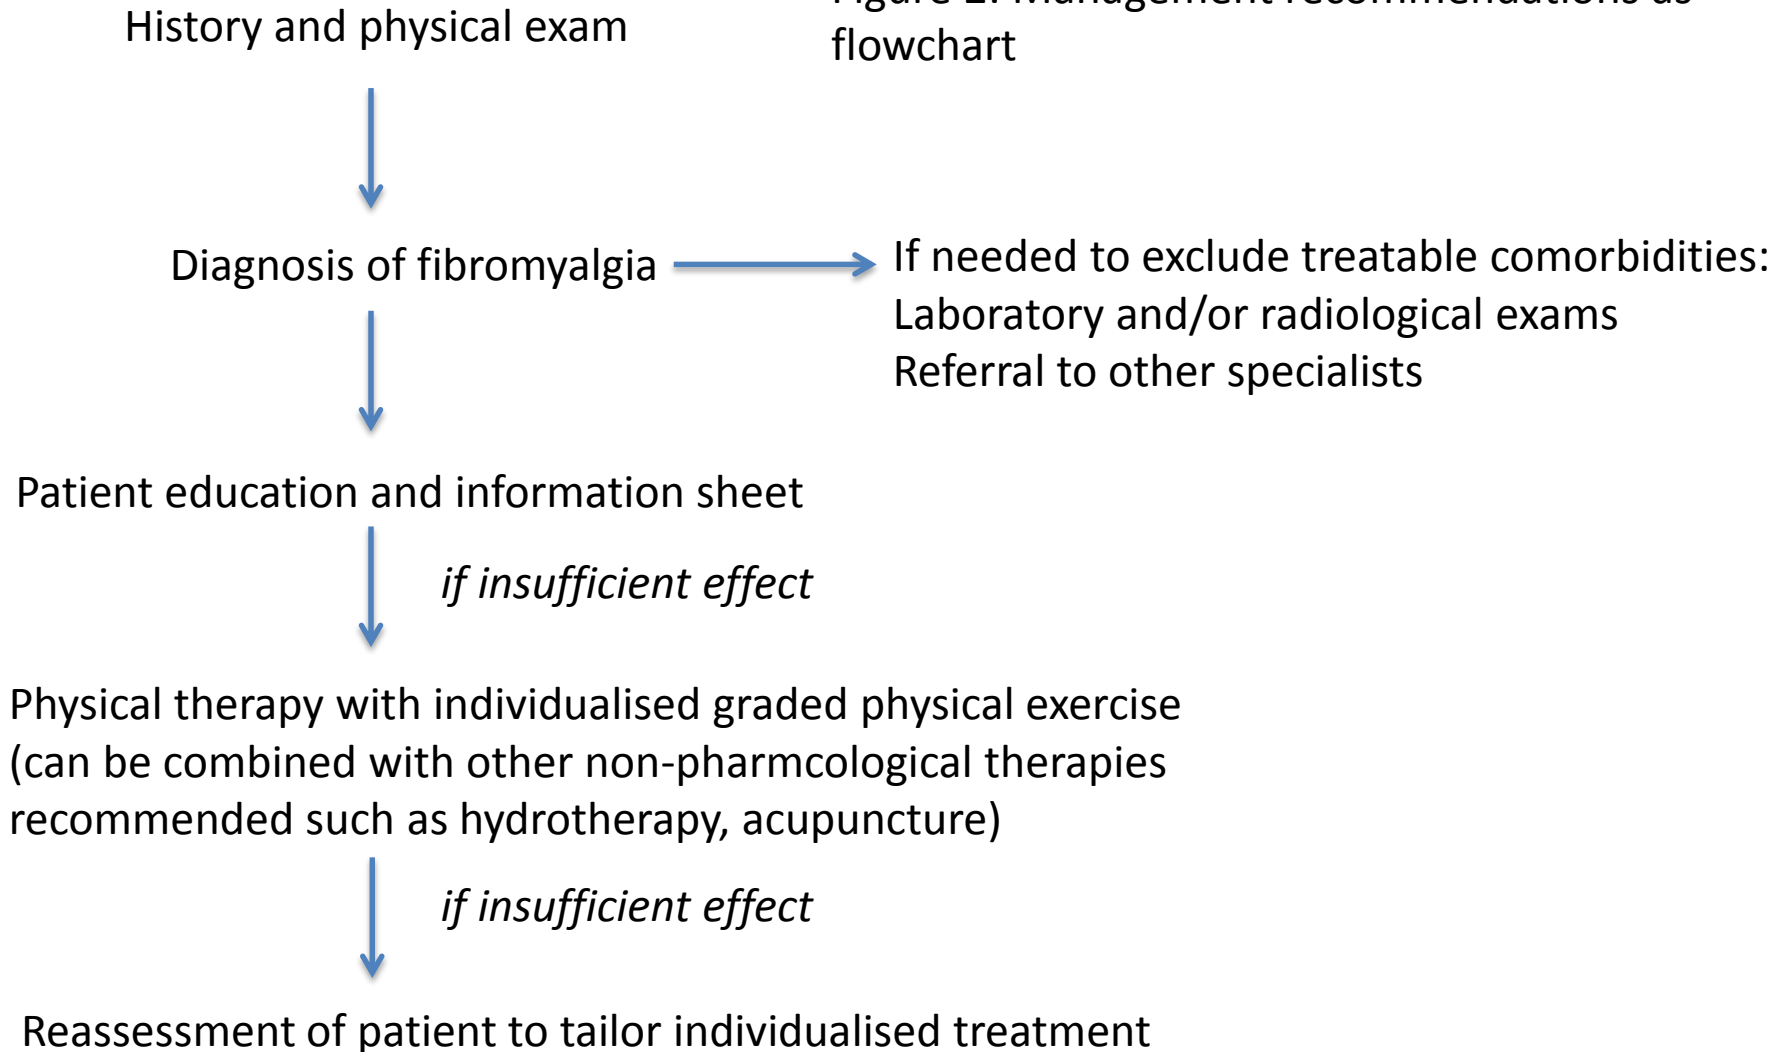 History and physical exam
Management recommendations as
flowchart
Diagnosis of fibromyalgia
If needed to exclude treatable comorbidities:
Laboratory and/or radiological exams
Referral to other specialists
Patient education and information sheet
if insufficient effect
Physical therapy with individualised graded physical exercise
(can be combined with other non-pharmcological therapies
recommended such as hydrotherapy, acupuncture)
if insufficient effect
Reassessment of patient to tailor individualised treatment